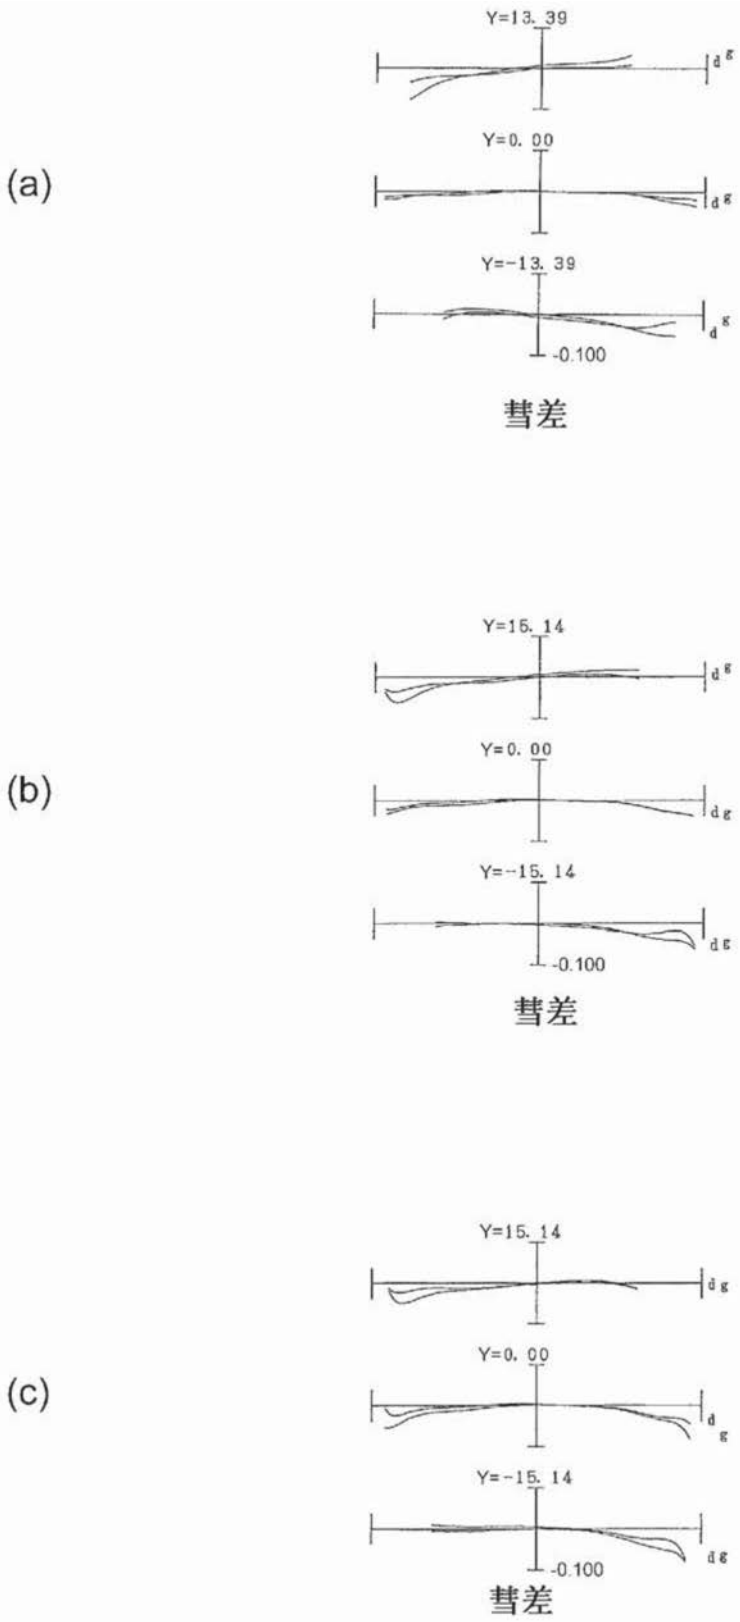 Y=13.39
d g
Y=0.00
(a)
d g
Y=-13.39
d g
-0.100
彗差
Y=15.14
d g
Y=0.00
(b)
d g
Y=-15.14
d g
-0.100
彗差
Y=15.14
d g
Y=0.00
(c)
d g
Y=-15.14
d g
-0.100
彗差